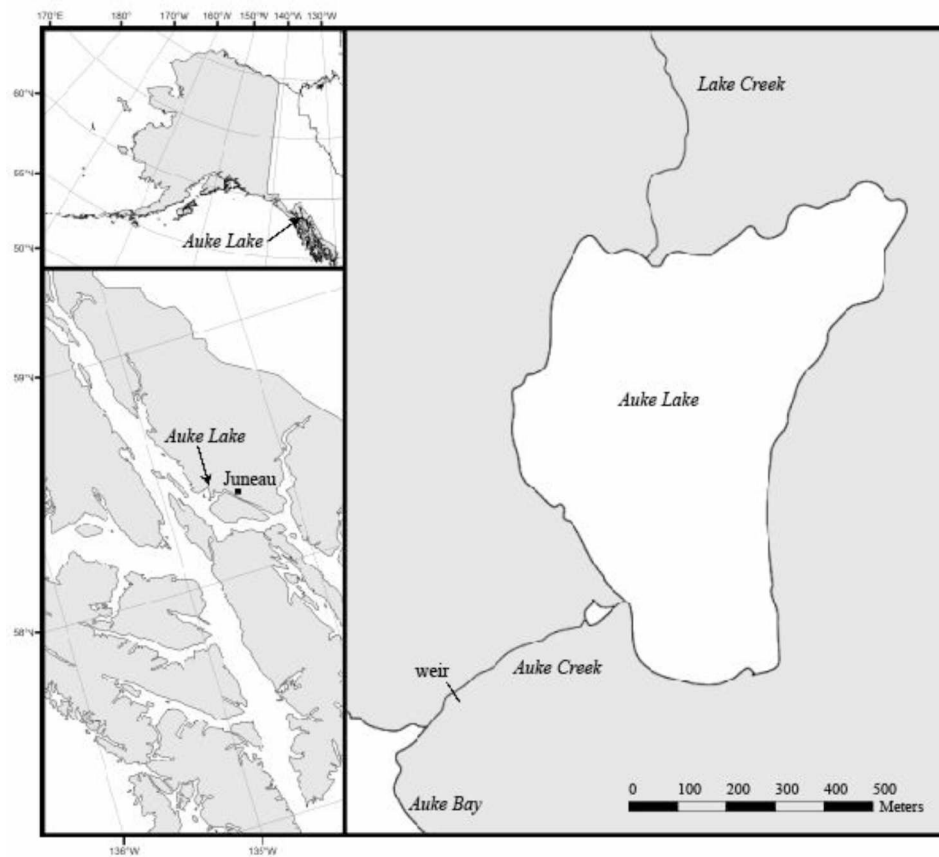 170°E 180° 170°W 160°W 150°W 140°W 130°W
60°N
55°N
50°N
Auke Lake
59°N
58°N
Auke Lake
Juneau
136°W 135°W
Lake Creek
Auke Lake
weir
Auke Creek
Auke Bay
0 100 200 300 400 500
Meters